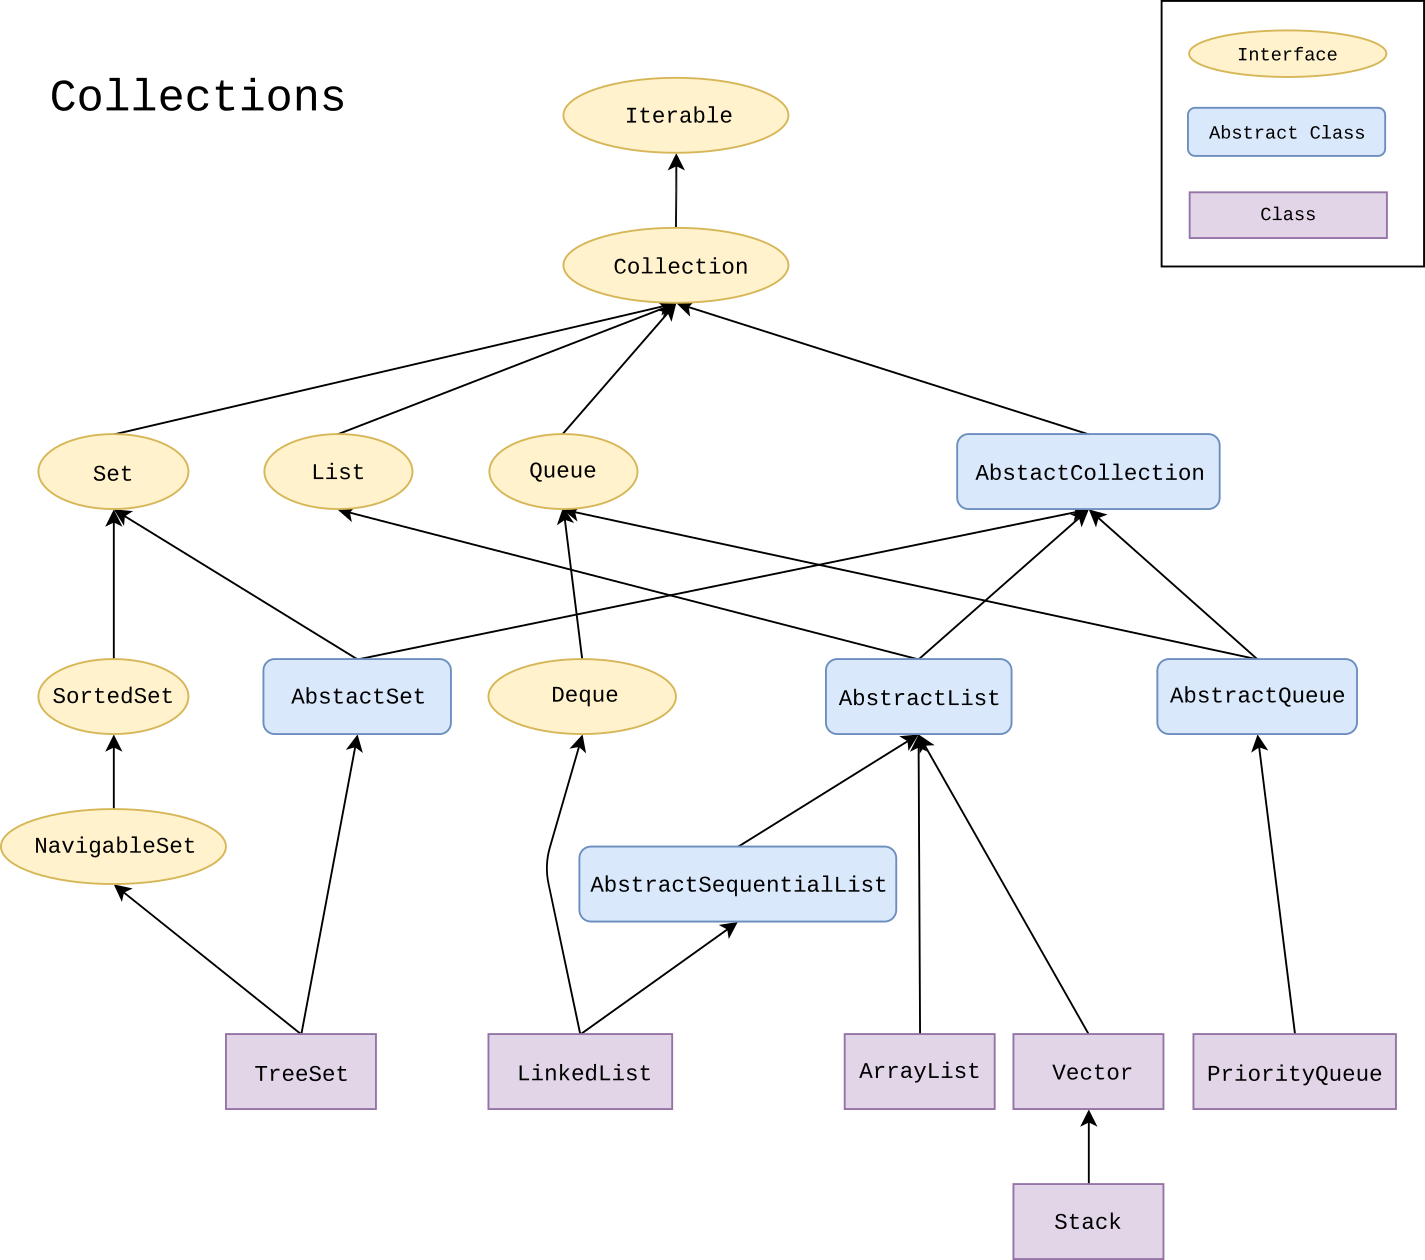 Collections
Interface
Abstract Class
Class
Iterable
Collection
Set
List
Queue
AbstactCollection
SortedSet
AbstactSet
Deque
AbstractList
AbstractQueue
NavigableSet
AbstractSequentialList
TreeSet
LinkedList
ArrayList
Vector
PriorityQueue
Stack